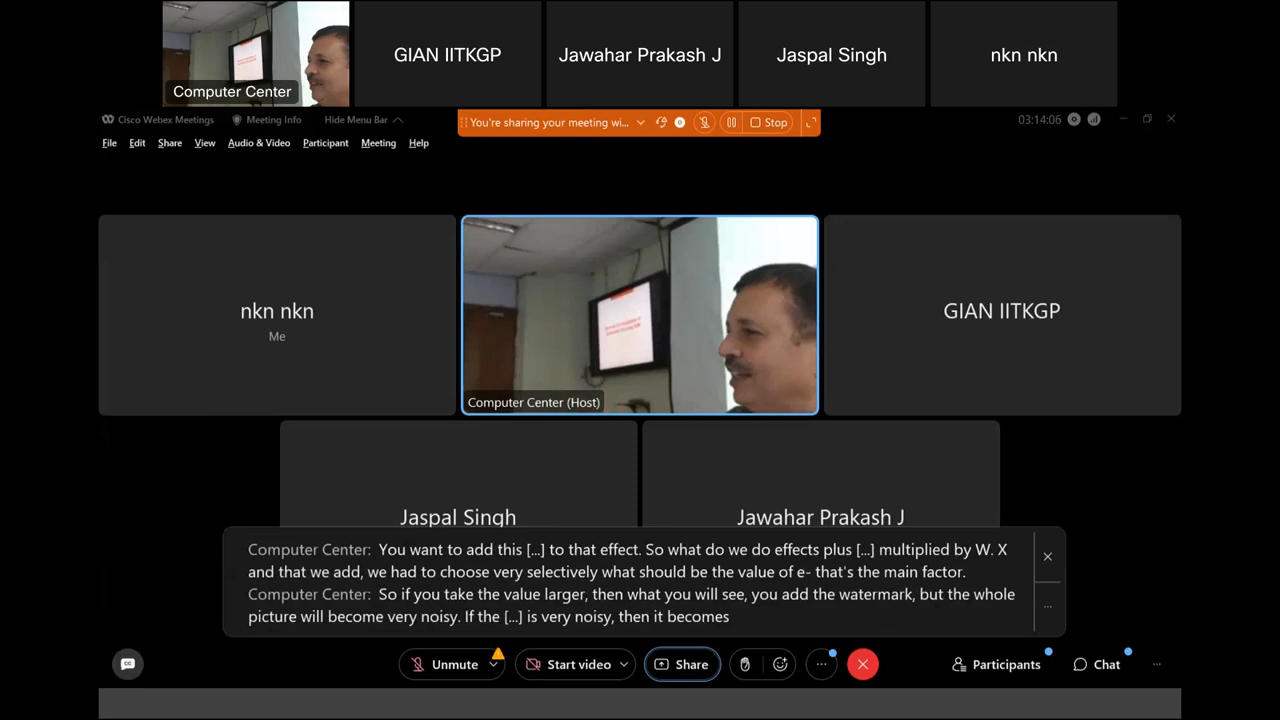 Computer Center
GIAN IITKGP
Jawahar Prakash J
Jaspal Singh
nkn nkn
Cisco Webex Meetings
Meeting Info
Hide Menu Bar
You're sharing your meeting wi...
Stop
03:14:06
File Edit Share View Audio & Video Participant Meeting Help
nkn nkn
Me
Computer Center (Host)
GIAN IITKGP
Jaspal Singh
Jawahar Prakash J
Computer Center: You want to add this [...] to that effect. So what do we do effects plus [...] multiplied by W. X
and that we add, we had to choose very selectively what should be the value of e- that's the main factor.
Computer Center: So if you take the value larger, then what you will see, you add the watermark, but the whole
picture will become very noisy. If the [...] is very noisy, then it becomes
Unmute
Start video
Share
Participants
Chat